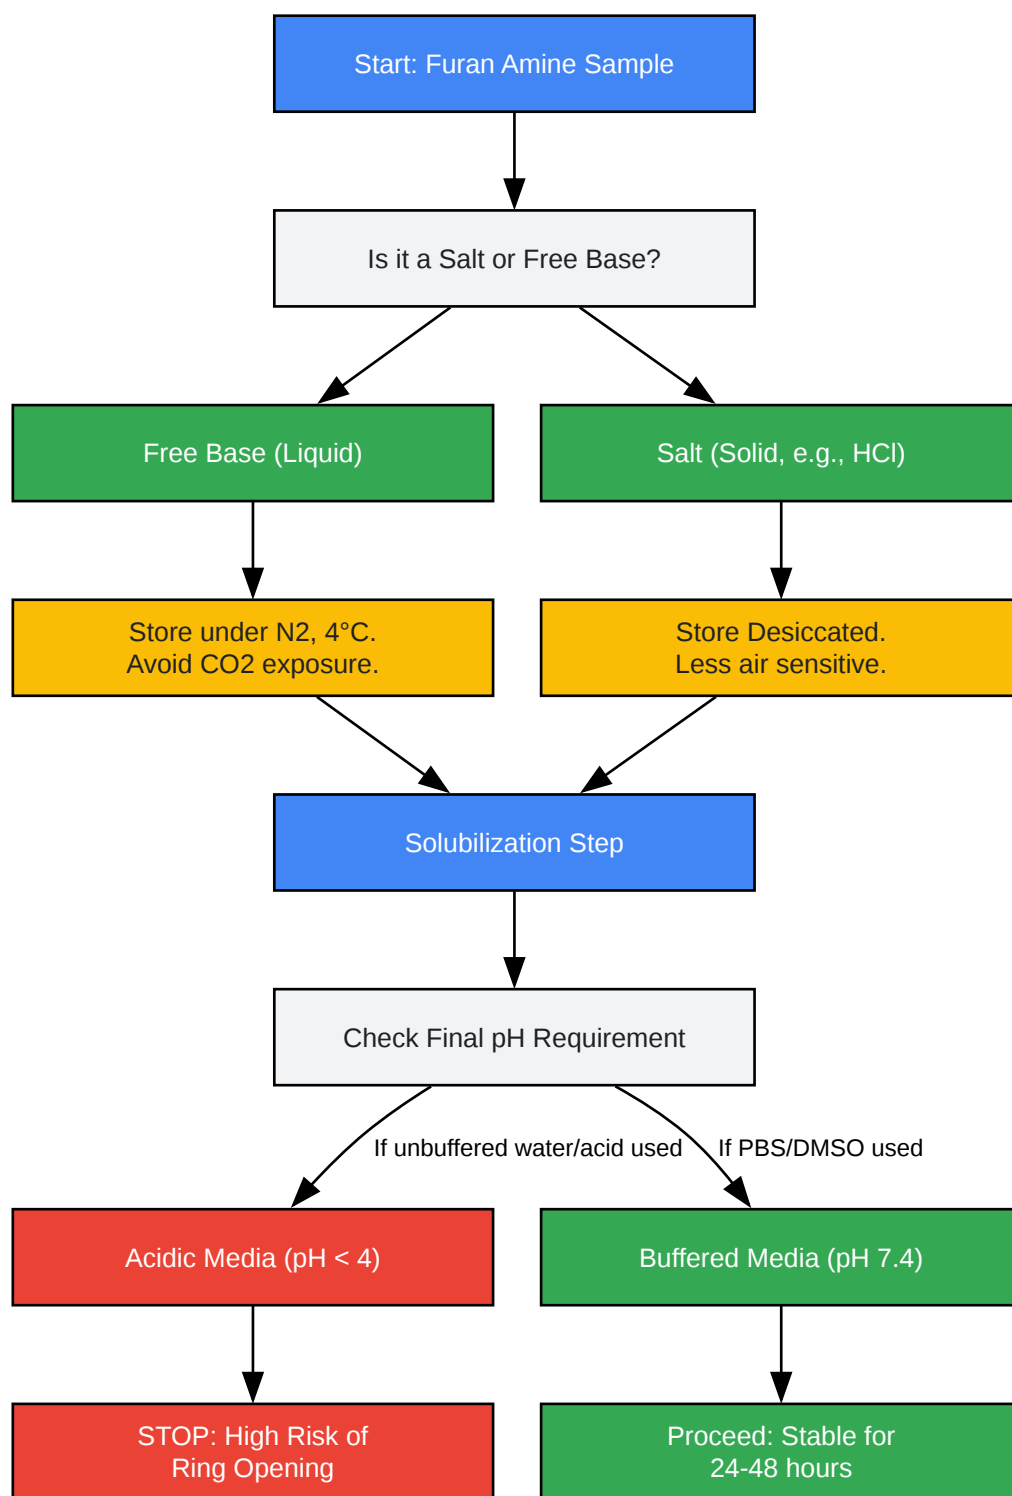 Start: Furan Amine Sample
Is it a Salt or Free Base?
Free Base (Liquid)
Salt (Solid, e.g., HCl)
Store under N2, 4°C.
Avoid CO2 exposure.
Store Desiccated.
Less air sensitive.
Solubilization Step
Check Final pH Requirement
If unbuffered water/acid used
If PBS/DMSO used
Acidic Media (pH < 4)
Buffered Media (pH 7.4)
STOP: High Risk of
Ring Opening
Proceed: Stable for
24-48 hours